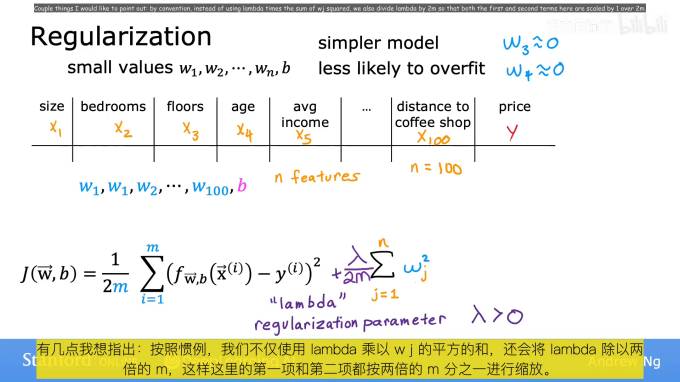 Couple things I would like to point out: by convention, instead of using lambda times the sum of wj squared, we also divide lambda by 2m so that both the first and second terms here are scaled by 1 over 2m.
bilibili
Regularization
small values w₁, w₂, ⋯, wₙ, b
simpler model w₃ ≈ 0
less likely to overfit w₄ ≈ 0
size bedrooms floors age avg income … distance to coffee shop price
x₁ x₂ x₃ x₄ x₅ x₁₀₀ y
w₁, w₁, w₂, ⋯, w₁₀₀, b n features n = 100
J(w⃗, b) = 1/2m ∑ᵢ₌₁ᵐ (f_w⃗,b(x⃗⁽ⁱ⁾) − y⁽ⁱ⁾)² + λ/2m ∑ⱼ₌₁ⁿ wⱼ²
"lambda"
regularization parameter λ > 0
有几点我想指出：按照惯例，我们不仅使用 lambda 乘以 w j 的平方的和，还会将 lambda 除以两
倍的 m，这样这里的第一项和第二项都按两倍的 m 分之一进行缩放。
Andrew Ng